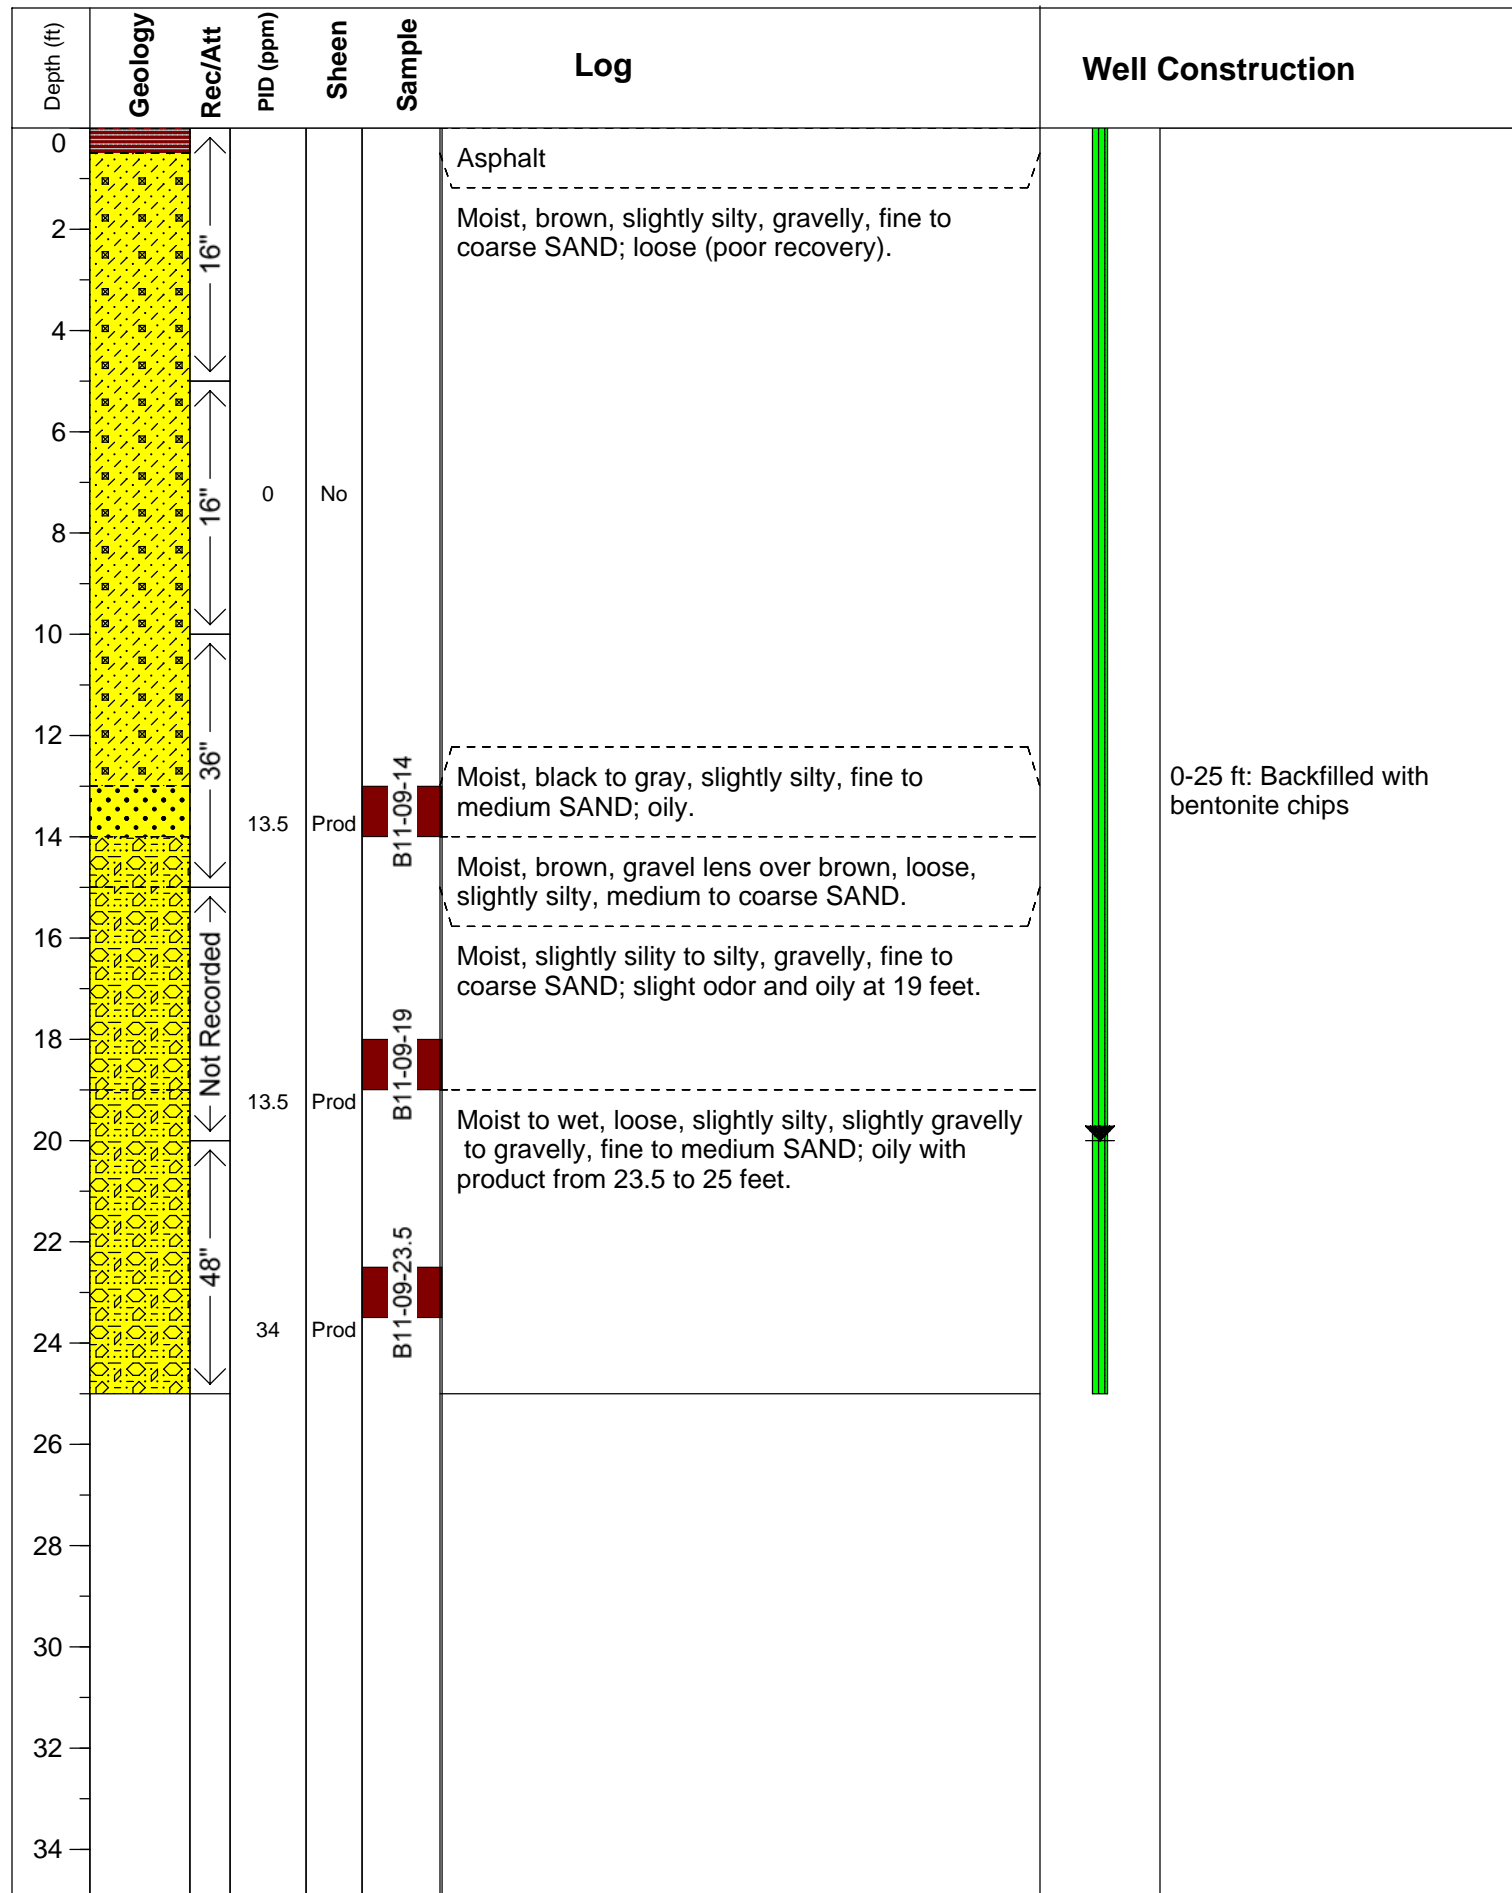 Depth (ft)
Geology
Rec/Att
PID (ppm)
Sheen
Sample
Log
Well Construction
0
Asphalt
Moist, brown, slightly silty, gravelly, fine to
coarse SAND; loose (poor recovery).
2
16"
4
6
16"
0
No
8
10
12
36"
B11-09-14
Moist, black to gray, slightly silty, fine to
medium SAND; oily.
0-25 ft: Backfilled with
bentonite chips
13.5
Prod
14
Moist, brown, gravel lens over brown, loose,
slightly silty, medium to coarse SAND.
16
Not Recorded
Moist, slightly sility to silty, gravelly, fine to
coarse SAND; slight odor and oily at 19 feet.
18
B11-09-19
13.5
Prod
Moist to wet, loose, slightly silty, slightly gravelly
to gravelly, fine to medium SAND; oily with
product from 23.5 to 25 feet.
20
22
48"
B11-09-23.5
34
Prod
24
26
28
30
32
34